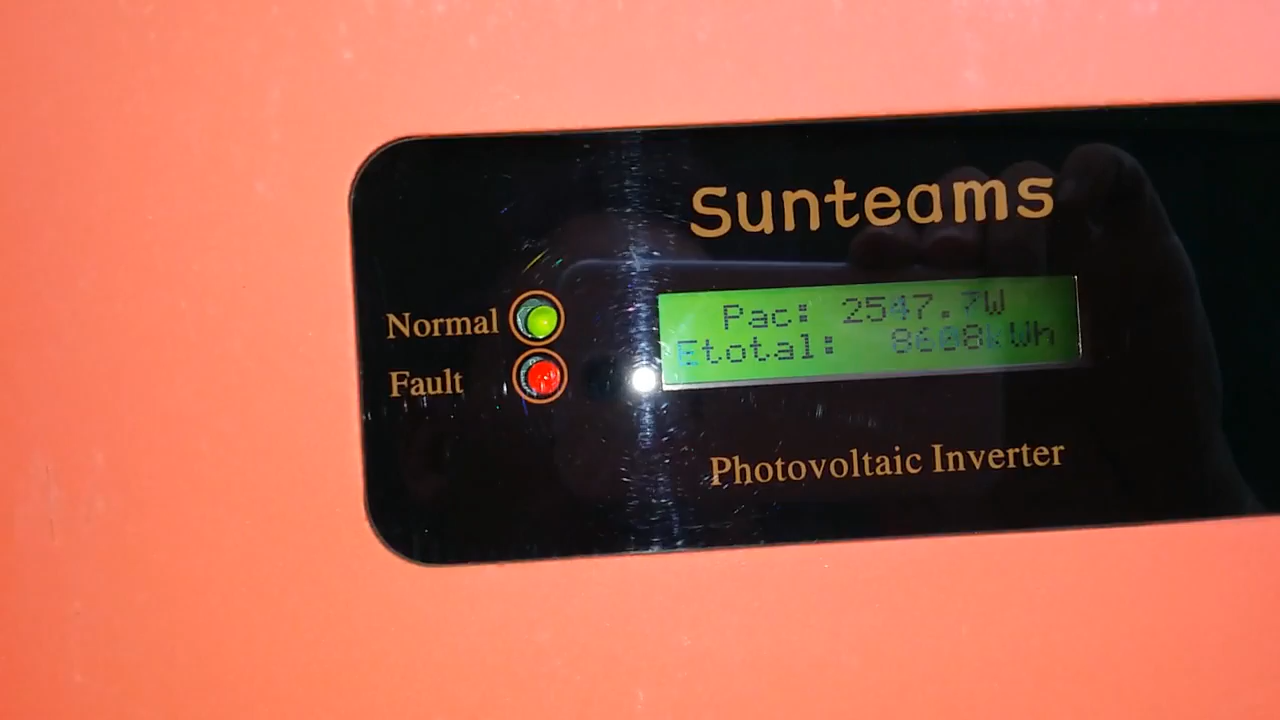 Sunteams
Normal
Fault
Pac: 2547.7W
Etotal: 8608kWh
Photovoltaic Inverter